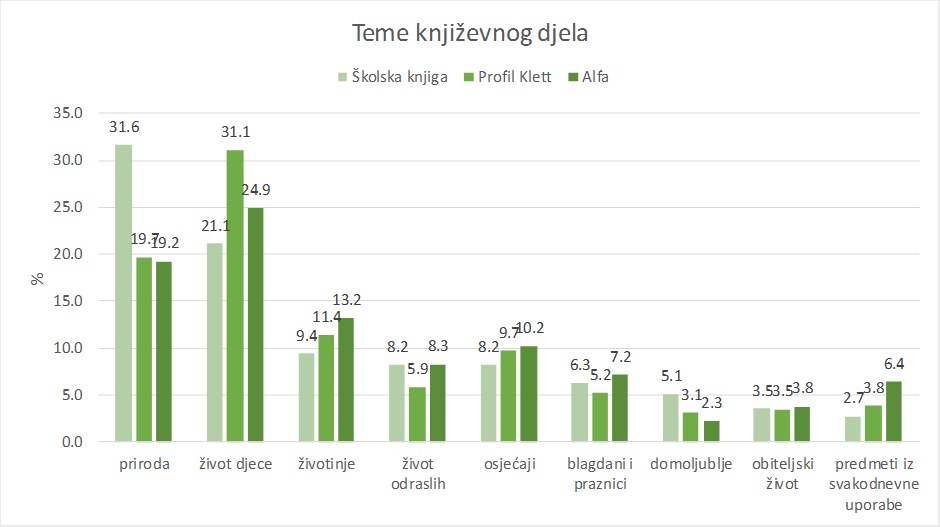 Teme književnog djela
Školska knjiga Profil Klett Alfa
35.0
30.0
25.0
20.0
15.0
10.0
5.0
0.0
%
31.6 19.7 19.2
21.1 31.1 24.9
9.4 11.4 13.2
8.2 5.9 8.3
8.2 9.7 10.2
6.3 5.2 7.2
5.1 3.1 2.3
3.5 3.5 3.8
2.7 3.8 6.4
priroda
život djece
životinje
život
odraslih
osjećaji
blagdani i
praznici
domoljublje
obiteljski
život
predmeti iz
svakodnevne
uporabe